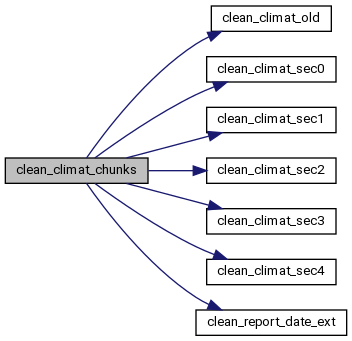 clean_climat_old
clean_climat_sec0
clean_climat_sec1
clean_climat_chunks
clean_climat_sec2
clean_climat_sec3
clean_climat_sec4
clean_report_date_ext